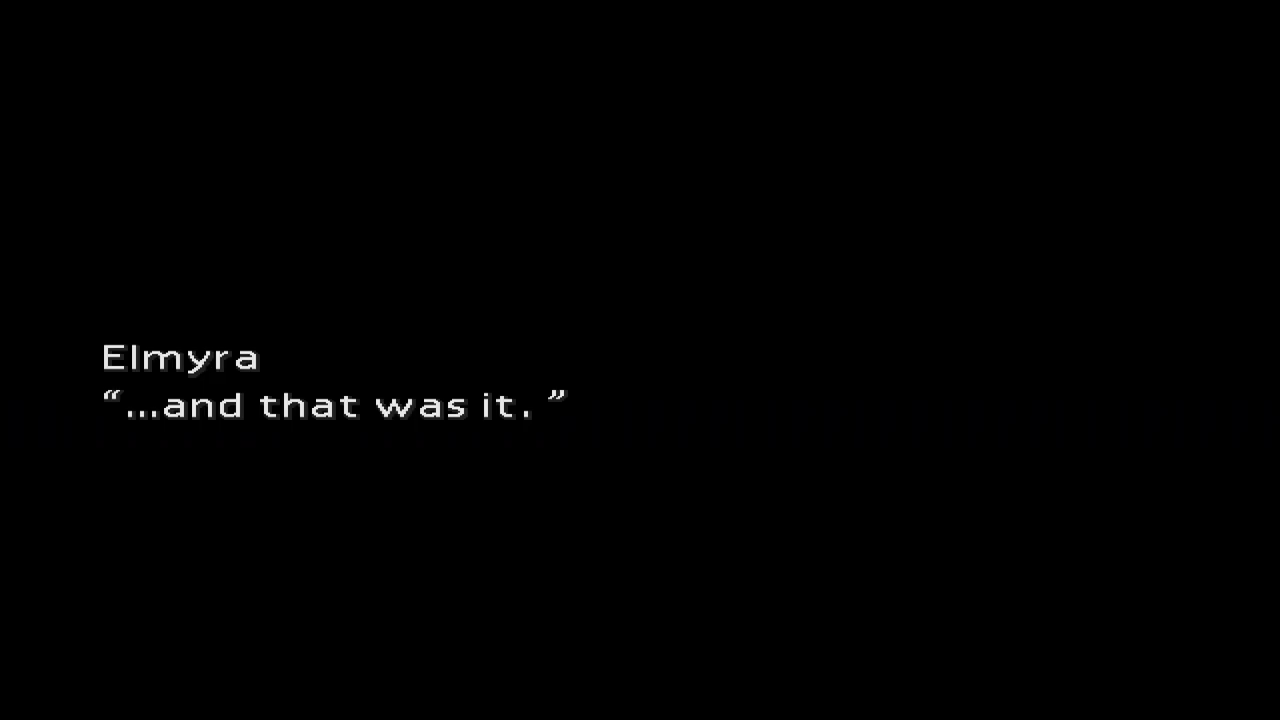 Elmyra
“...and that was it. ”